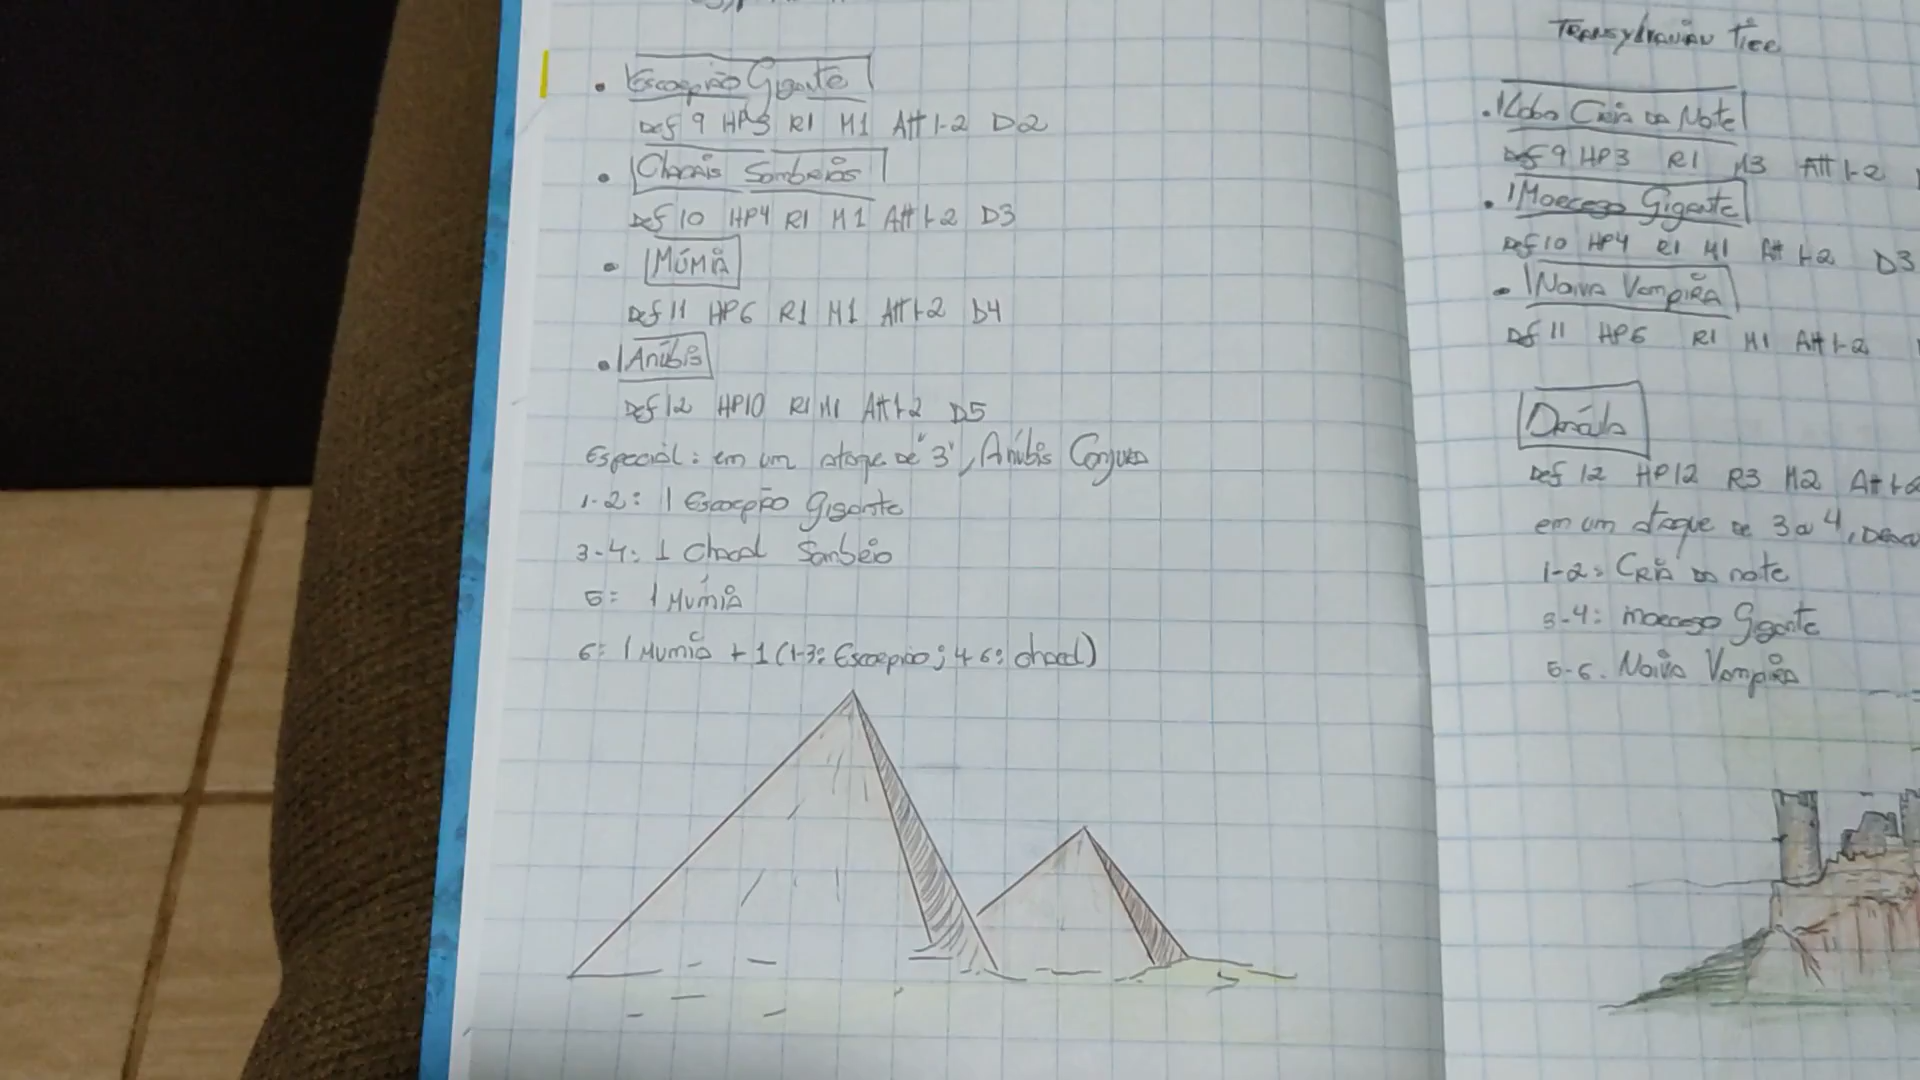 • Escorpião Gigante
Def 9 HP3 R1 M1 Att 1-2 D2
• Chacais Sombrios
Def 10 HP4 R1 M1 Att 1-2 D3
• Múmia
Def 11 HP6 R1 M1 Att 1-2 D4
• Anúbis
Def 12 HP10 R1 M1 Att 1-2 D5
Especial: em um ataque de "3", Anúbis Conjura
1-2: 1 Escorpião Gigante
3-4: 1 Chacal Sombrio
5: 1 Múmia
6: 1 Múmia + 1 (1-3: Escorpião; 4-6: chacal)
Transylvanian Tier
• Lobo Cria da Noite
Def 9 HP3 R1 M3 Att 1-2
• Morcego Gigante
Def 10 HP4 R1 M1 Att 1-2 D3
• Noiva Vampira
Def 11 HP6 R1 M1 Att 1-2
Drácula
Def 12 HP12 R3 M2 Att 1-2
em um ataque de 3 a 4,
1-2: Cria da noite
3-4: morcego Gigante
5-6. Noiva Vampira